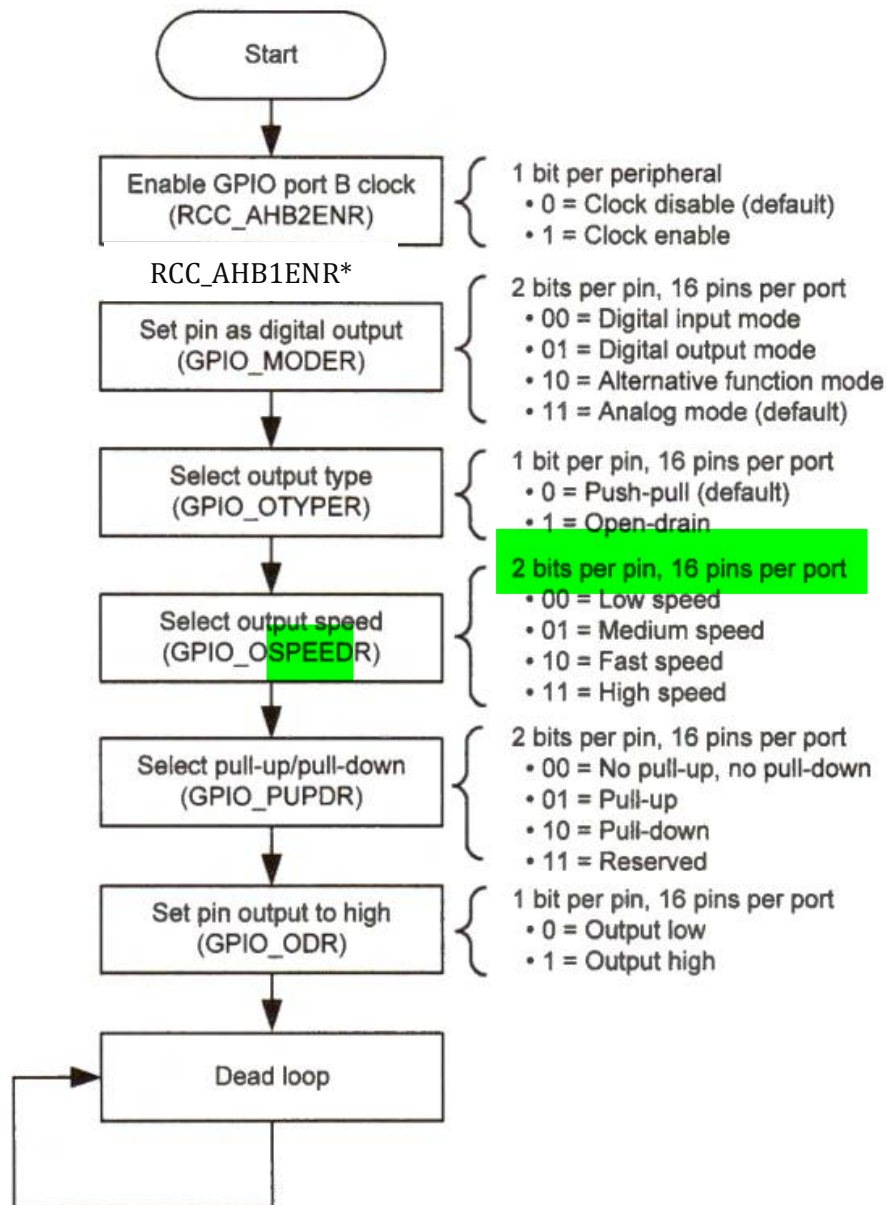 Start
Enable GPIO port B clock
(RCC_AHB2ENR)
1 bit per peripheral
• 0 = Clock disable (default)
• 1 = Clock enable
RCC_AHB1ENR*
Set pin as digital output
(GPIO_MODER)
2 bits per pin, 16 pins per port
• 00 = Digital input mode
• 01 = Digital output mode
• 10 = Alternative function mode
• 11 = Analog mode (default)
Select output type
(GPIO_OTYPER)
1 bit per pin, 16 pins per port
• 0 = Push-pull (default)
• 1 = Open-drain
Select output speed
(GPIO_OSPEEDR)
2 bits per pin, 16 pins per port
• 00 = Low speed
• 01 = Medium speed
• 10 = Fast speed
• 11 = High speed
Select pull-up/pull-down
(GPIO_PUPDR)
2 bits per pin, 16 pins per port
• 00 = No pull-up, no pull-down
• 01 = Pull-up
• 10 = Pull-down
• 11 = Reserved
Set pin output to high
(GPIO_ODR)
1 bit per pin, 16 pins per port
• 0 = Output low
• 1 = Output high
Dead loop